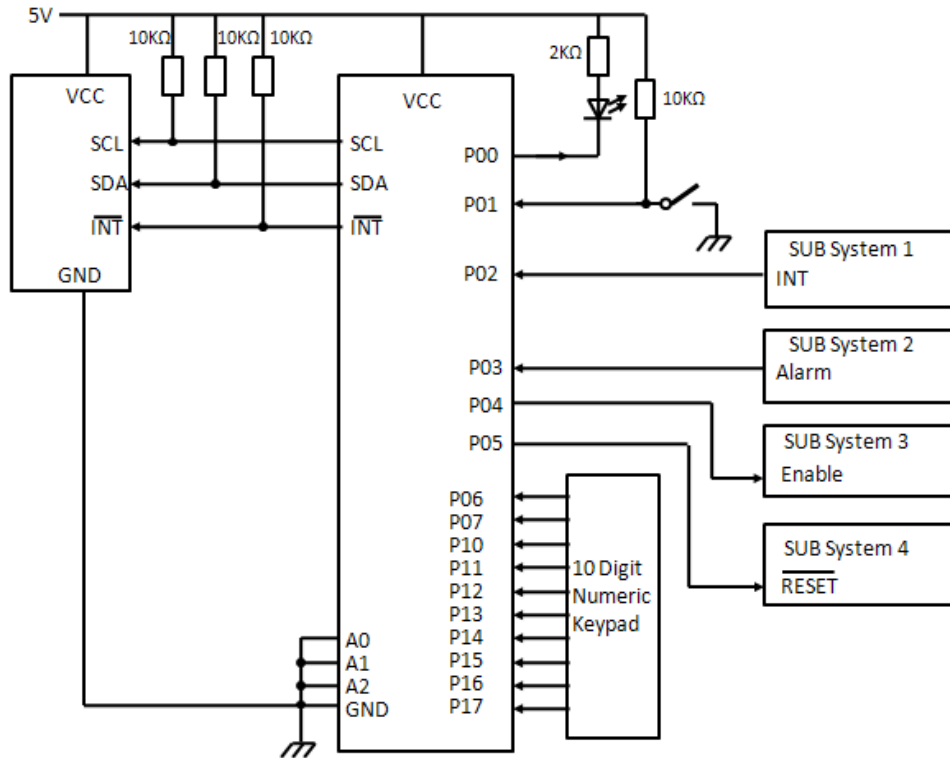 5V
10KΩ 10KΩ 10KΩ
2KΩ
10KΩ
VCC
SCL
SDA
INT
GND
VCC
SCL
SDA
INT
A0
A1
A2
GND
P00
P01
P02
P03
P04
P05
P06
P07
P10
P11
P12
P13
P14
P15
P16
P17
SUB System 1
INT
SUB System 2
Alarm
SUB System 3
Enable
SUB System 4
RESET
10 Digit
Numeric
Keypad